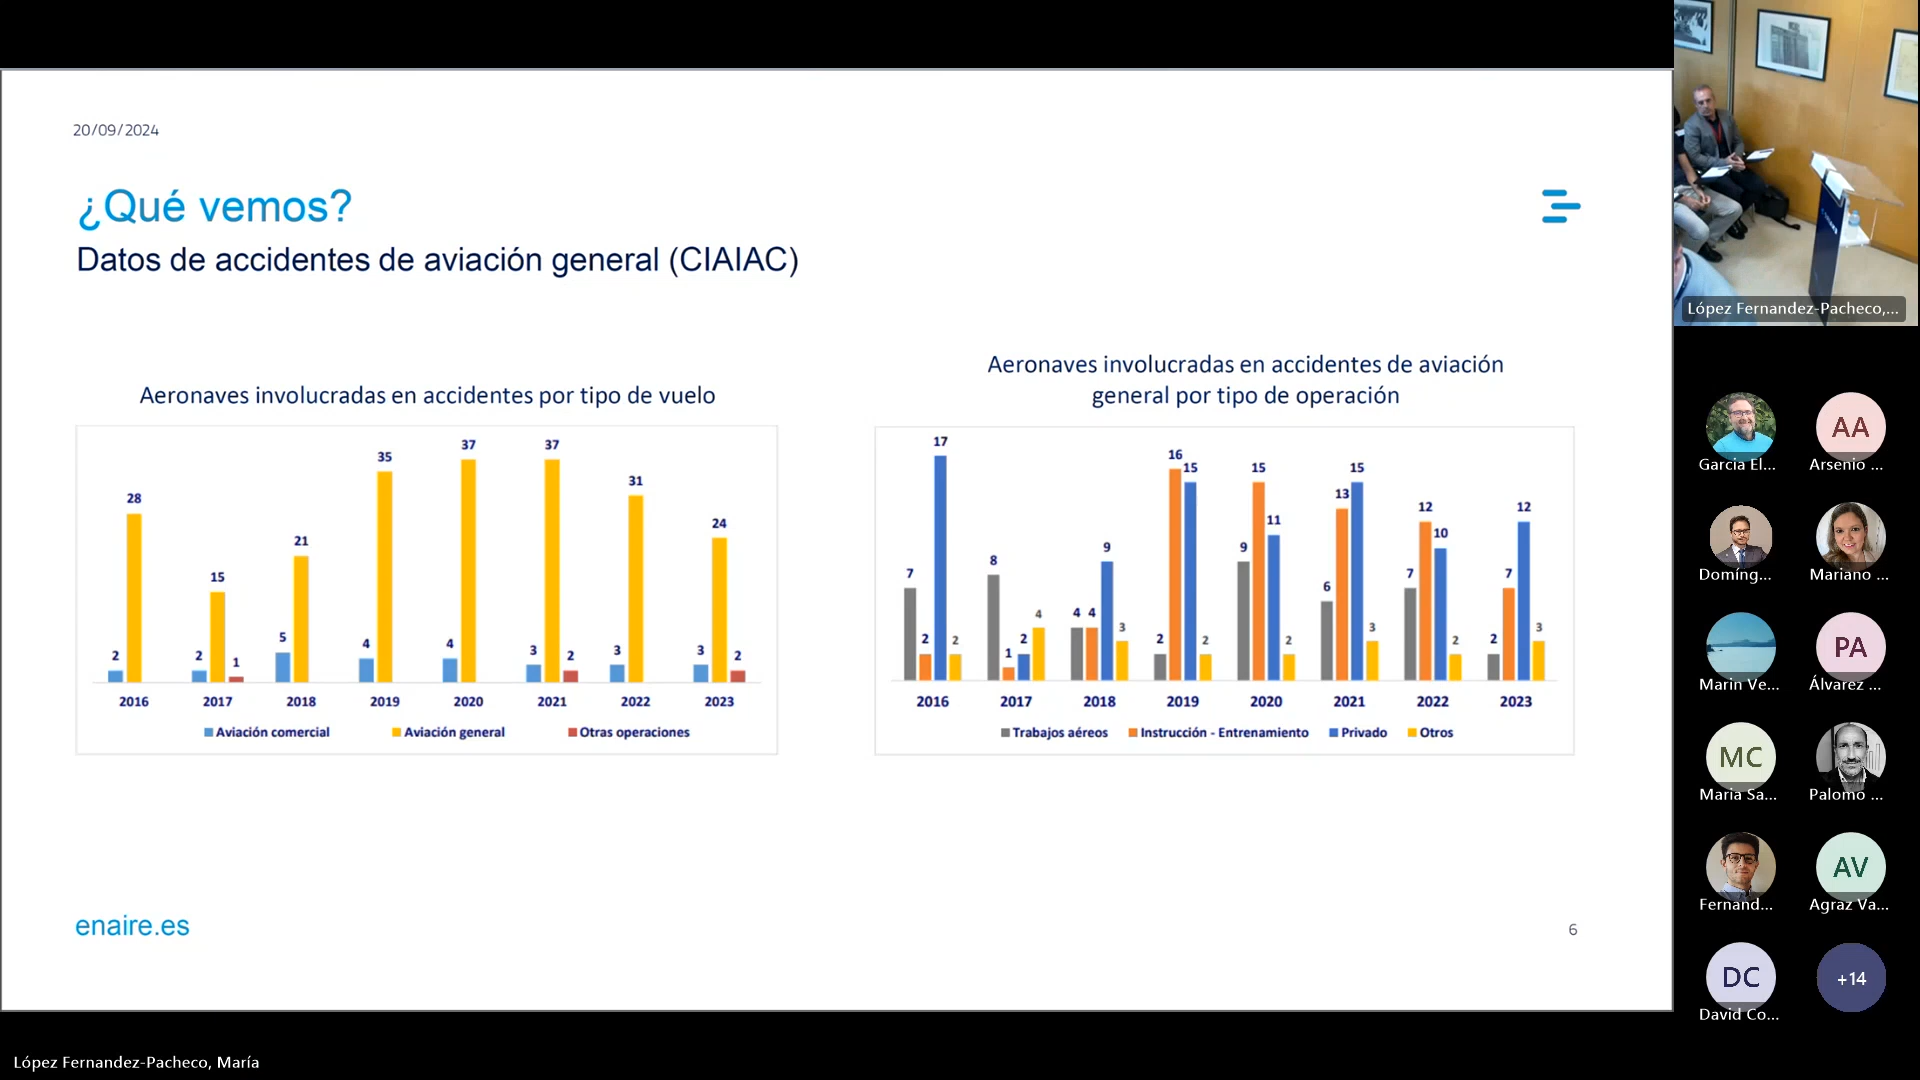 20/09/2024
¿Qué vemos?
Datos de accidentes de aviación general (CIAIAC)
Aeronaves involucradas en accidentes por tipo de vuelo
28
2
2016
15
2
1
2017
21
5
2018
35
4
2019
37
4
2020
37
3
2
2021
31
3
2022
24
3
2
2023
Aviación comercial
Aviación general
Otras operaciones
Aeronaves involucradas en accidentes de aviación
general por tipo de operación
7
2
17
2
2016
8
1
2
4
2017
4
4
9
3
2018
2
16
15
2
2019
9
15
11
2
2020
6
13
15
3
2021
7
12
10
2
2022
2
7
12
3
2023
Trabajos aéreos
Instrucción - Entrenamiento
Privado
Otros
enaire.es
6
López Fernandez-Pacheco,...
Garcia El...
AA
Arsenio ...
Domíng...
Mariano ...
Marin Ve...
PA
Álvarez ...
MC
Maria Sa...
Palomo ...
Fernand...
AV
Agraz Va...
DC
David Co...
+14
López Fernandez-Pacheco, María